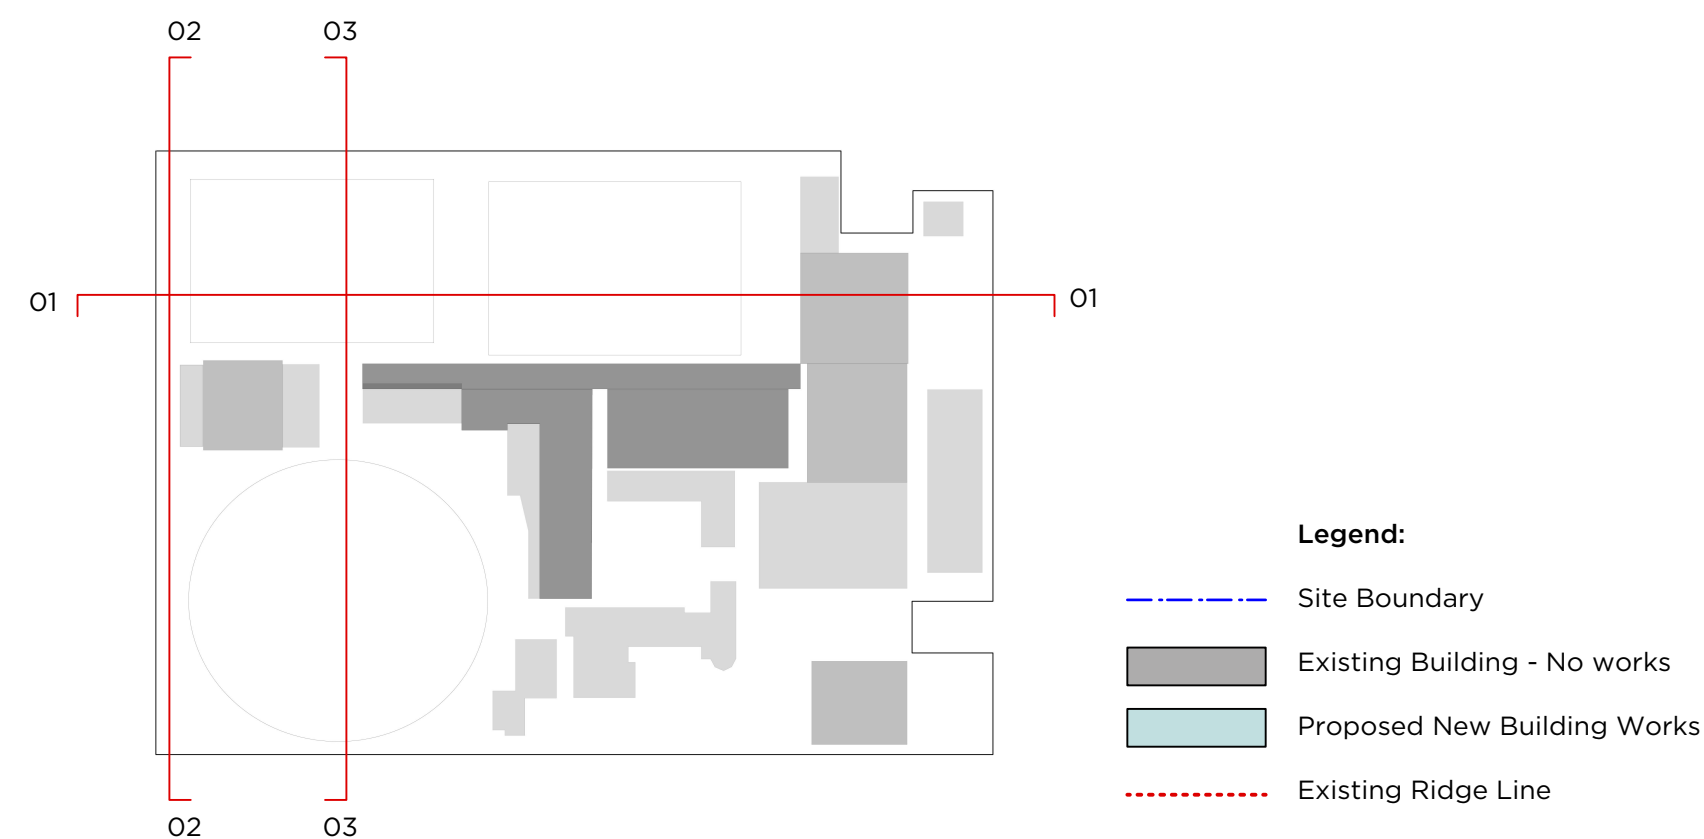 02 03
01 01
02 03
Legend:
Site Boundary
Existing Building - No works
Proposed New Building Works
Existing Ridge Line